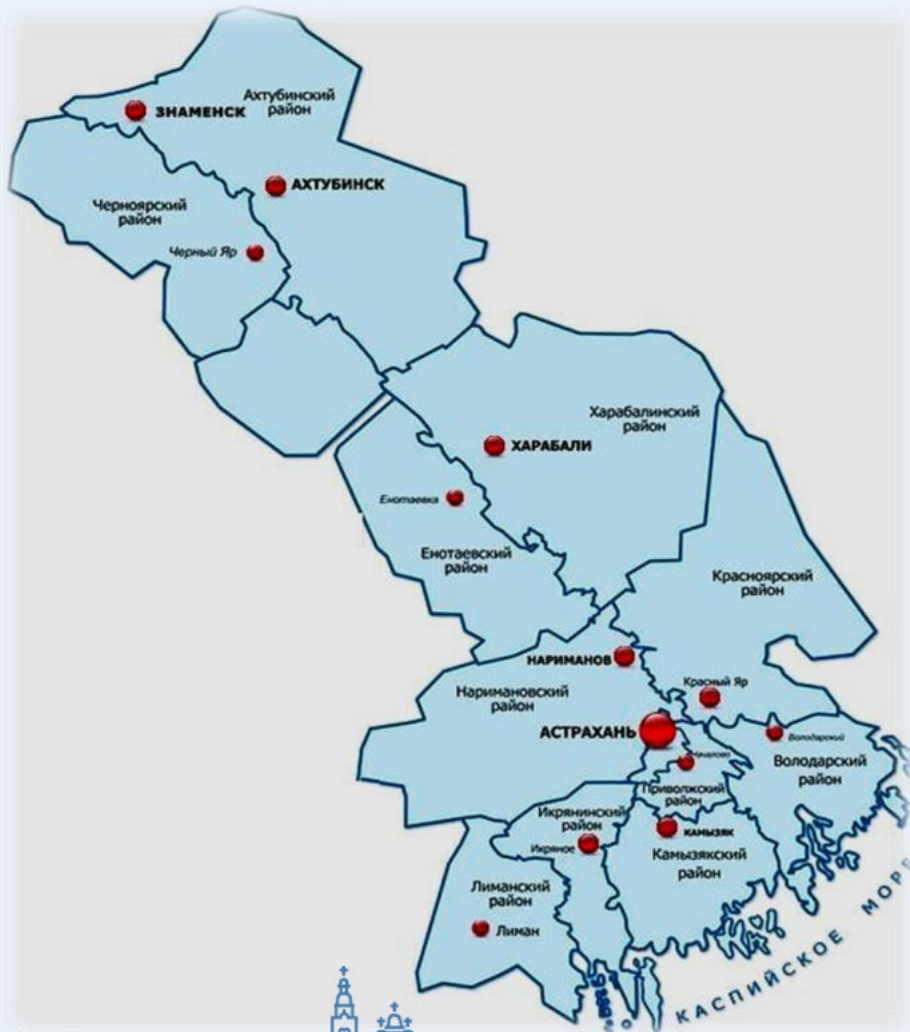 Ахтубинский
район
ЗНАМЕНСК
АХТУБИНСК
Черноярский
район
Черный Яр
Харабалинский
район
ХАРАБАЛИ
Енотаевка
Енотаевский
район
Красноярский
район
НАРИМАНОВ
Красный Яр
Наримановский
район
АСТРАХАНЬ
Володарский
Началово
Володарский
район
Приволжский
район
Икрянинский
район
КАМЫЗЯК
Икряное
Камызякский
район
Лиманский
район
Лиман
КАСПИЙСКОЕ МОРЕ